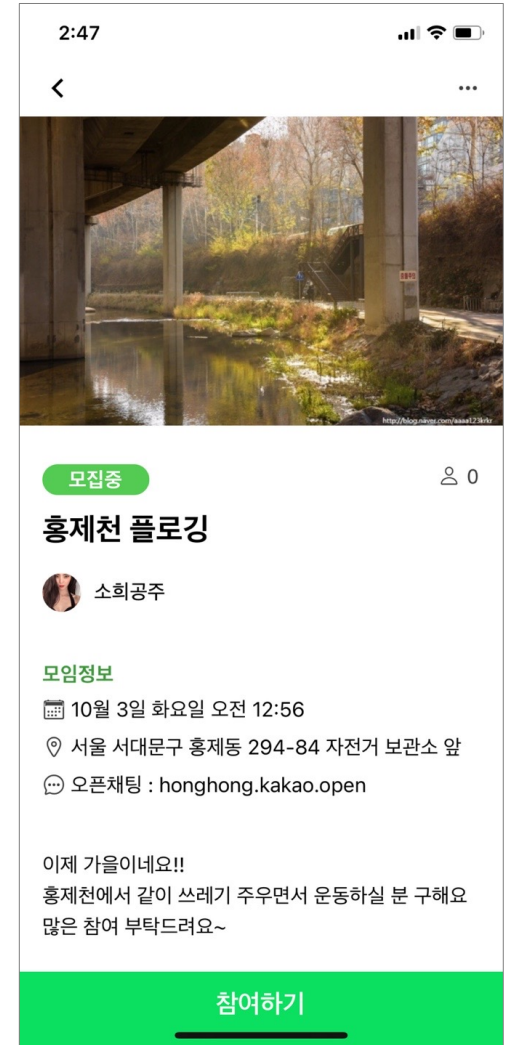 2:47
http://blog.naver.com/aaaa123krkr
모집중
0
홍제천 플로깅
소희공주
모임정보
10월 3일 화요일 오전 12:56
서울 서대문구 홍제동 294-84 자전거 보관소 앞
오픈채팅 : honghong.kakao.open
이제 가을이네요!!
홍제천에서 같이 쓰레기 주우면서 운동하실 분 구해요
많은 참여 부탁드려요~
참여하기